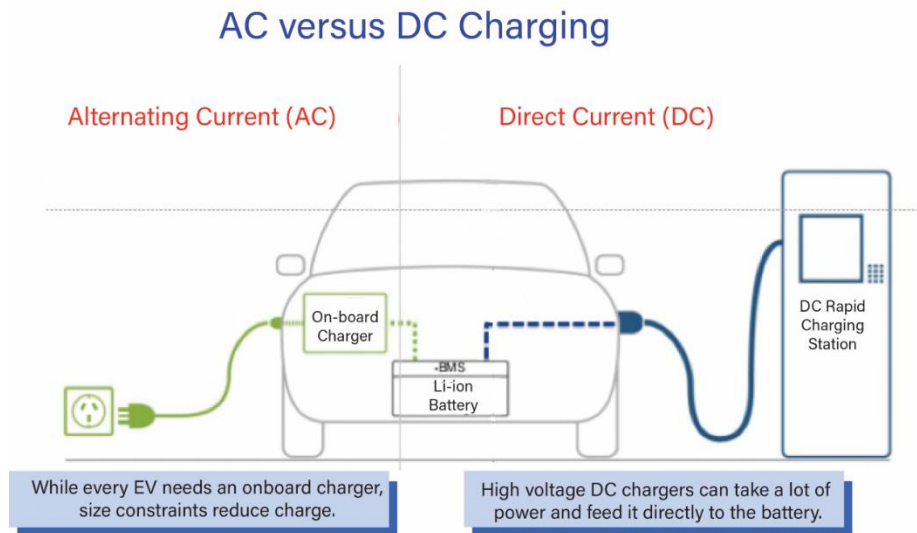 AC versus DC Charging
Alternating Current (AC)
Direct Current (DC)
On-board
Charger
-BMS
Li-ion
Battery
DC Rapid
Charging
Station
While every EV needs an onboard charger,
size constraints reduce charge.
High voltage DC chargers can take a lot of
power and feed it directly to the battery.